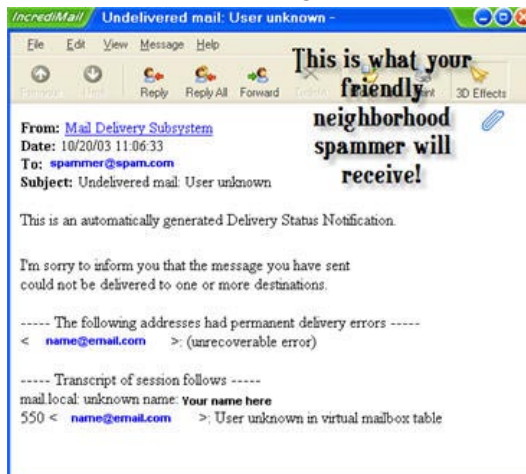 IncrediMail Undelivered mail: User unknown -
File Edit View Message Help
This is what your
friendly
neighborhood
spammer will
receive!
Reply Reply All Forward 3D Effects
From: Mail Delivery Subsystem
Date: 10/20/03 11:06:33
To: spammer@spam.com
Subject: Undelivered mail: User unknown
This is an automatically generated Delivery Status Notification.
I'm sorry to inform you that the message you have sent
could not be delivered to one or more destinations.
----- The following addresses had permanent delivery errors -----
< name@email.com >: (unrecoverable error)
----- Transcript of session follows -----
mail.local: unknown name: Your name here
550 < name@email.com >: User unknown in virtual mailbox table